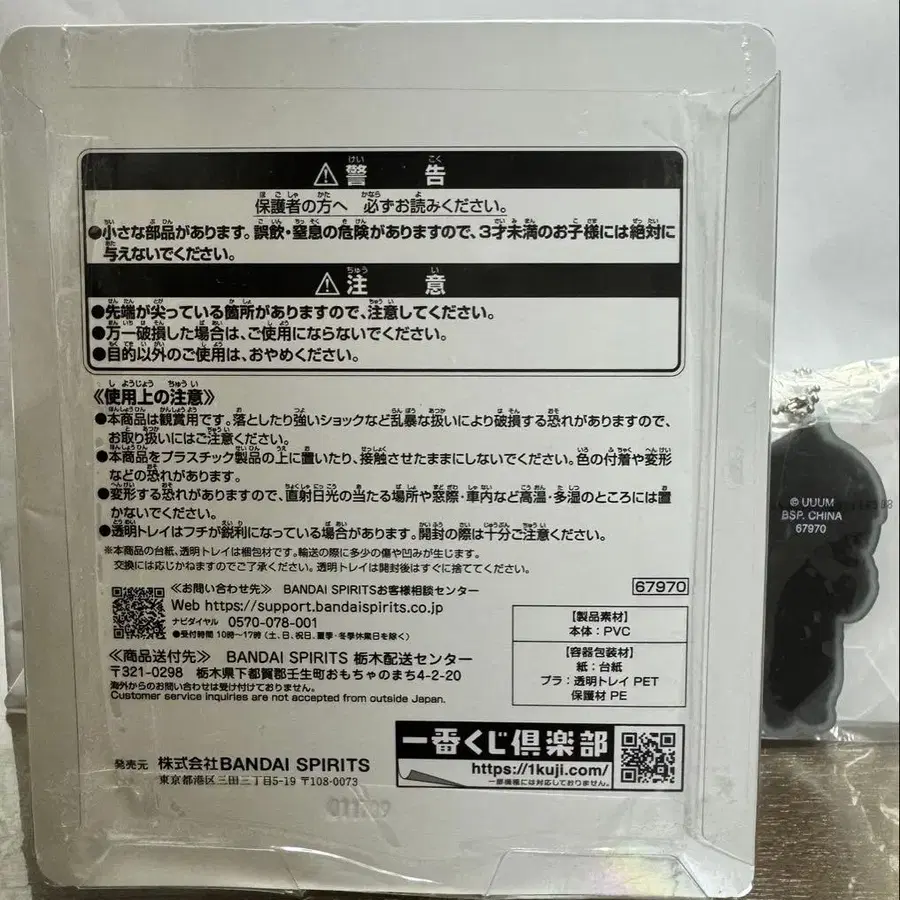 ⚠警告
保護者の方へ 必ずお読みください。
●小さな部品があります。誤飲・窒息の危険がありますので、3才未満のお子様には絶対に
与えないでください。
⚠注意
●先端が尖っている箇所がありますので、注意してください。
●万一破損した場合は、ご使用にならないでください。
●目的以外のご使用は、おやめください。
《使用上の注意》
●本商品は観賞用です。落としたり強いショックなど乱暴な扱いにより破損する恐れがありますので、
お取り扱いにはご注意ください。
●本商品をプラスチック製品の上に置いたり、接触させたままにしないでください。色の付着や変形
などの恐れがあります。
●変形する恐れがありますので、直射日光の当たる場所や窓際・車内など高温・多湿のところには置
かないでください。
●透明トレイはフチが鋭利になっている場合があります。開封の際は十分ご注意ください。
※本商品の台紙、透明トレイは梱包材です。輸送の際に多少の傷や凹みが生じます。
交換には応じかねますのでご了承ください。透明トレイは開封後はすぐに捨ててください。
≪お問い合わせ先≫ BANDAI SPIRITSお客様相談センター
Web https://support.bandaispirits.co.jp
ナビダイヤル 0570-078-001
●受付時間 10時〜17時(土、日、祝日、夏季・冬季休業日を除く)
≪商品送付先≫ BANDAI SPIRITS 栃木配送センター
〒321-0298 栃木県下都賀郡壬生町おもちゃのまち4-2-20
海外からのお問い合わせは受け付けておりません。
Customer service inquiries are not accepted from outside Japan.
67970
【製品素材】
本体：PVC
【容器包装材】
紙：台紙
プラ：透明トレイ PET
保護材 PE
発売元 株式会社BANDAI SPIRITS
東京都港区三田三丁目5-19 〒108-0073
一番くじ倶楽部
https://1kuji.com/
一部機種には対応しておりません。
© UUUM
BSP. CHINA
67970